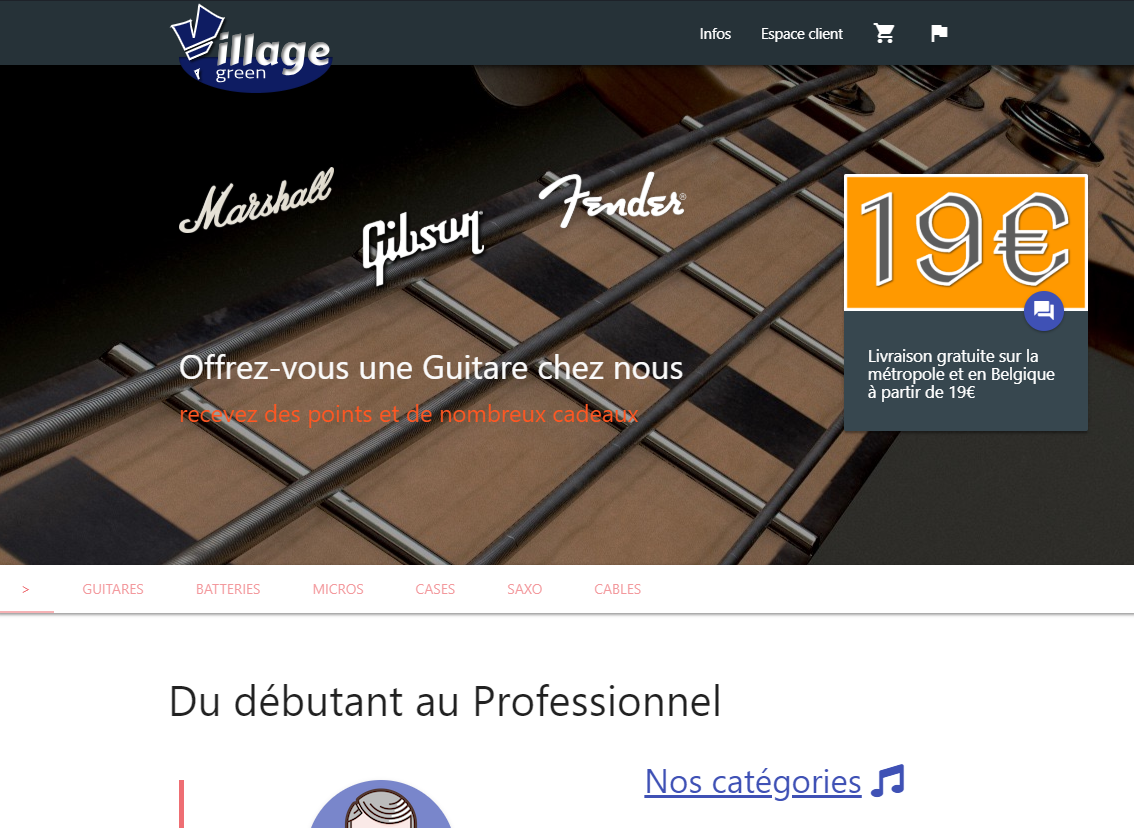 Village
green
Infos
Espace client
Marshall
Gibson
Fender®
19€
Livraison gratuite sur la
métropole et en Belgique
à partir de 19€
Offrez-vous une Guitare chez nous
recevez des points et de nombreux cadeaux
>
GUITARES
BATTERIES
MICROS
CASES
SAXO
CABLES
Du débutant au Professionnel
Nos catégories